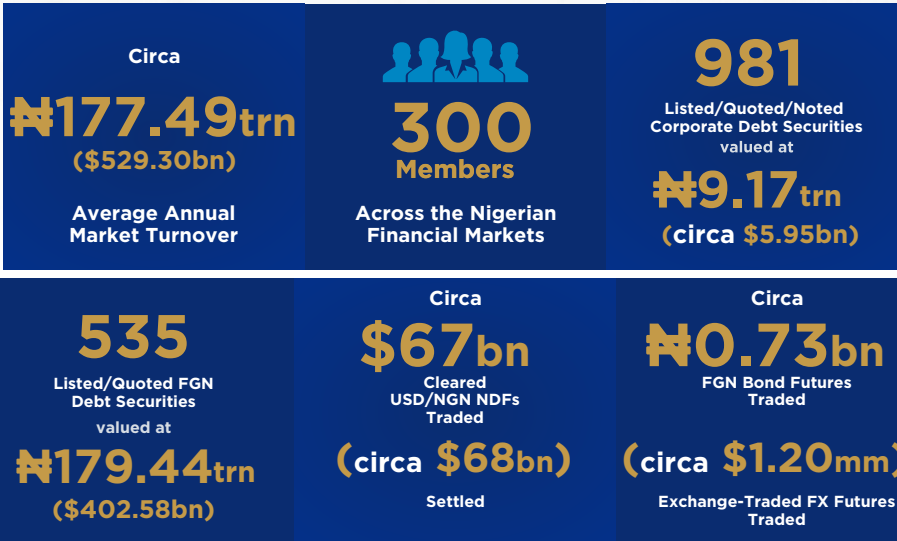 Circa
₦177.49trn
($529.30bn)
Average Annual
Market Turnover
300
Members
Across the Nigerian
Financial Markets
981
Listed/Quoted/Noted
Corporate Debt Securities
valued at
₦9.17trn
(circa $5.95bn)
535
Listed/Quoted FGN
Debt Securities
valued at
₦179.44trn
($402.58bn)
Circa
$67bn
Cleared
USD/NGN NDFs
Traded
(circa $68bn)
Settled
Circa
₦0.73bn
FGN Bond Futures
Traded
(circa $1.20mm)
Exchange-Traded FX Futures
Traded